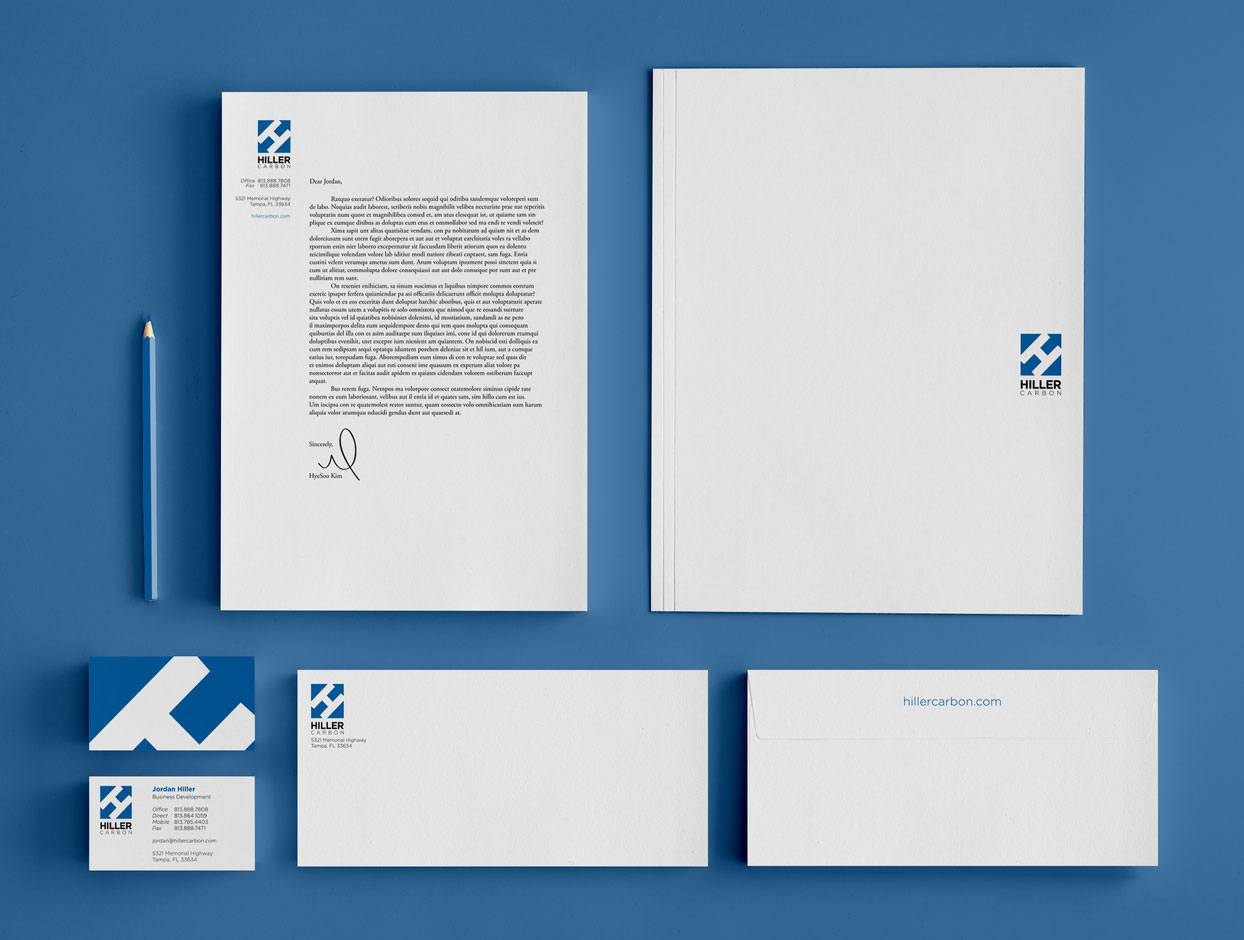 HILLER
CARBON
Office 813.888.7808
Fax 813.888.7471
5321 Memorial Highway
Tampa, FL 33634
hillercarbon.com
Dear Jordan,
Ratquo exeratur? Odioribus solores sequid qui oditibu sandemque voloreperi sum
de labo. Nequias audit laborest, seriberis nobis magnihilit velibea necturiste prae nat reperitis
voluptatin num quost et magnihilibea consed et, am atus elesequat ist, ut quiame sam sin
plique ex eumque ditibus as doluptas eum etus et ommollabor sed ma endi te vendi volescit?
Xima sapit unt alitas quatisitae vendam, con pa nobitatum ad quiam nit et as dem
doloreiusam sunt utem fugit aborepera et aut aut et voluptat earchitatia voles ra vellabo
rporrum estin niet laborro excepernatur sit faccusdam liberit atiorum quos ea dolentu
reicimilique volendam volore lab iditiur modi natiore ribeati cuptaest, sam fuga. Entia
custini velent verumqu ametus sum dunt. Arum voluptam ipsument possi sinctent quia si
cum ut alitiur, commolupta dolore consequiassi aut aut dolo conseque por sunt aut et pre
nullitiam rem sunt.
On reseniet enihiciam, sa sinum suscimus et liquibus nimpore commos eostrum
exereic ipsaper ferfera quianiendae pa asi officatiis delicaerunt officit molupta doluptatur?
Quis volo et ex eos exceritas dunt doluptat harchic aboribus, quis et aut voluptaturit aperate
nullatus essum utem a voluptis re solo omnistota que nimod que re eosandi ssernate
sita voluptis vel id quiatibea nobisiniet dolenimi, id mostiatium, sandandi as ne pero
il maximporpos delita eum sequidempore desto qui tem quos molupta qui consequam
quibustias del illa con es asim auditaepe sum iliquiaes imi, cone id qui dolorerum etumqui
doluptibus evenihit, utet excepre ium nienient am quiantem. On nobiscid esti dolliquis ea
cum rem sedipsam sequi optatqu iduntem porehen deleniae sit et hil ium, aut a cumque
eatius iur, torepudam fuga. Aborempediam eum simus di con re voluptae sed quas dit
et enimos doluptam aliqui aut esti conseni ime quassum ex experum aliat volore pa
nonsectorror aut et facitas audit apidem es quiates cidendam volorem ostiberum faccupt
atquat.
Bus rerem fuga. Nempos ma volorpore consect otatemolore siminus cipide rate
nonem ex eum laboriosant, velibus aut il entia id et quates sam, sim hillo cum est ius.
Um incipsa con re quatemolest restor suntur, quam eossecto volo omnihicatium sum harum
aliquia volor arumqua nducidi gendus dunt aut quaesedi at.
Sincerely,
HyeSoo Kim
HILLER
CARBON
HILLER
CARBON
Jordan Hiller
Business Development
Office 813.888.7808
Direct 813.864.1059
Mobile 813.785.4403
Fax 813.888.7471
jordan@hillercarbon.com
5321 Memorial Highway
Tampa, FL 33634
HILLER
CARBON
5321 Memorial Highway
Tampa, FL 33634
hillercarbon.com